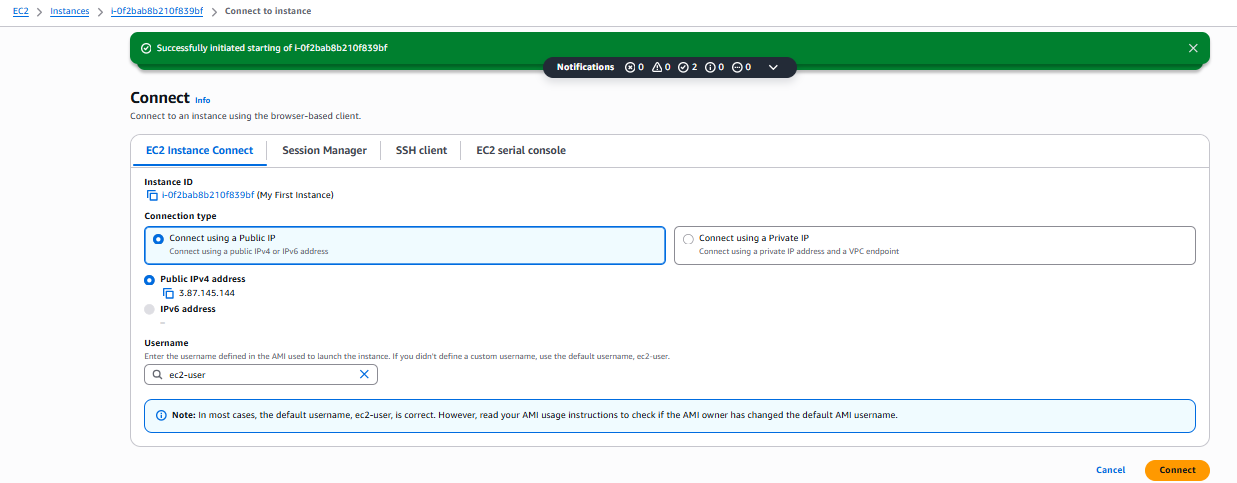 EC2 > Instances > i-0f2bab8b210f839bf > Connect to instance
Successfully initiated starting of i-0f2bab8b210f839bf
Notifications 0 0 2 0 0
Connect Info
Connect to an instance using the browser-based client.
EC2 Instance Connect Session Manager SSH client EC2 serial console
Instance ID
i-0f2bab8b210f839bf (My First Instance)
Connection type
Connect using a Public IP
Connect using a public IPv4 or IPv6 address
Connect using a Private IP
Connect using a private IP address and a VPC endpoint
Public IPv4 address
3.87.145.144
IPv6 address
–
Username
Enter the username defined in the AMI used to launch the instance. If you didn't define a custom username, use the default username, ec2-user.
ec2-user
Note: In most cases, the default username, ec2-user, is correct. However, read your AMI usage instructions to check if the AMI owner has changed the default AMI username.
Cancel Connect